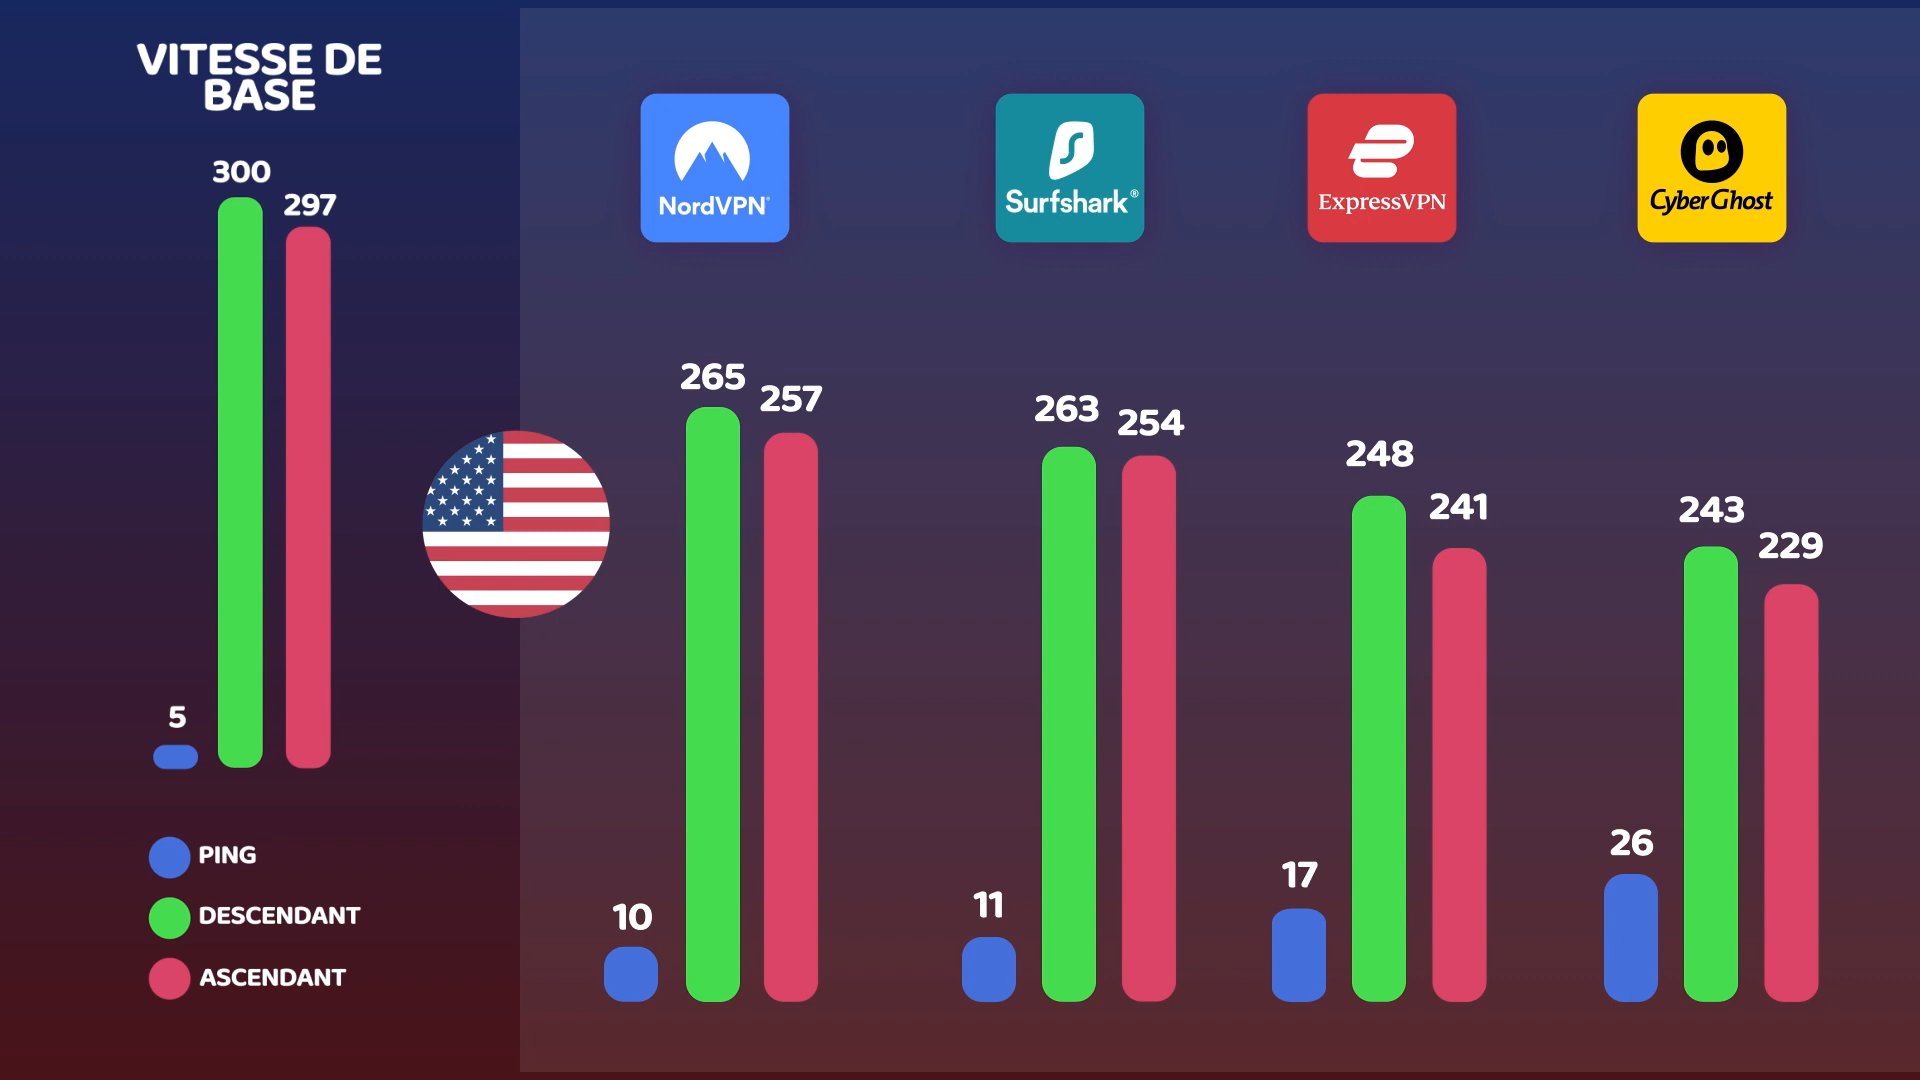 VITESSE DE
BASE
300
297
5
PING
DESCENDANT
ASCENDANT
NordVPN®
Surfshark®
ExpressVPN
CyberGhost
10
265
257
11
263
254
17
248
241
26
243
229